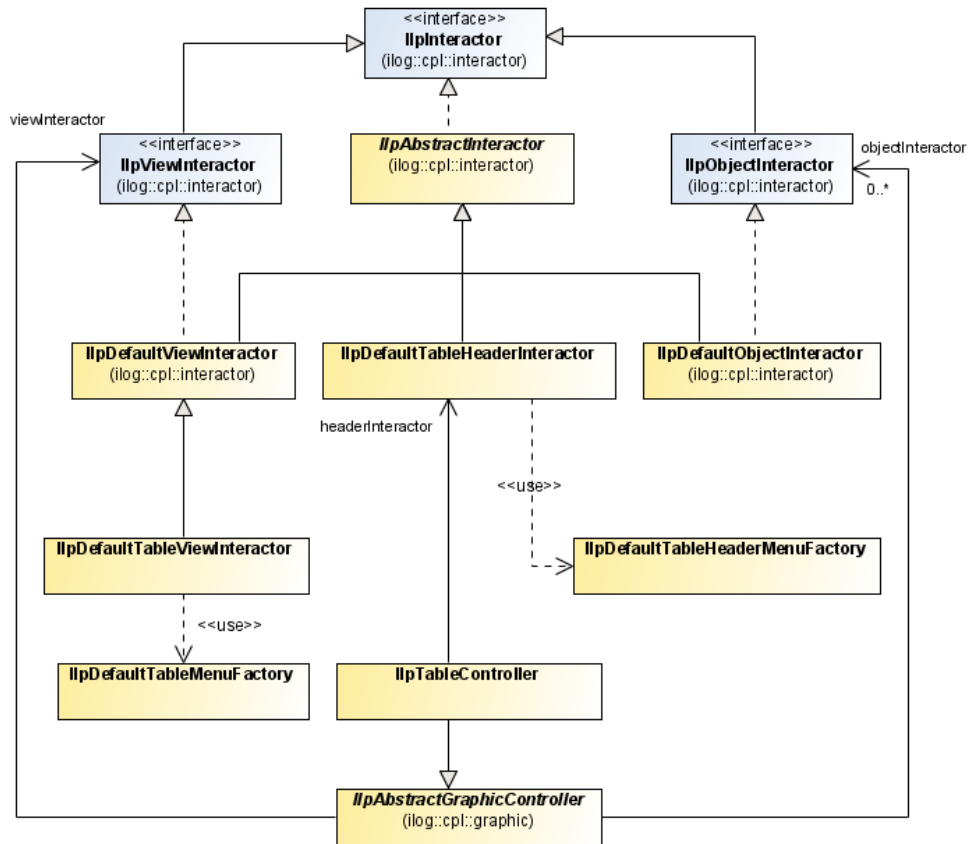 <<interface>>
IlpInteractor
(ilog::cpl::interactor)
viewInteractor
<<interface>>
IlpViewInteractor
(ilog::cpl::interactor)
IlpAbstractInteractor
(ilog::cpl::interactor)
<<interface>>
IlpObjectInteractor
(ilog::cpl::interactor)
objectInteractor
0..*
IlpDefaultViewInteractor
(ilog::cpl::interactor)
IlpDefaultTableHeaderInteractor
IlpDefaultObjectInteractor
(ilog::cpl::interactor)
headerInteractor
<<use>>
IlpDefaultTableViewInteractor
IlpDefaultTableHeaderMenuFactory
<<use>>
IlpDefaultTableMenuFactory
IlpTableController
IlpAbstractGraphicController
(ilog::cpl::graphic)